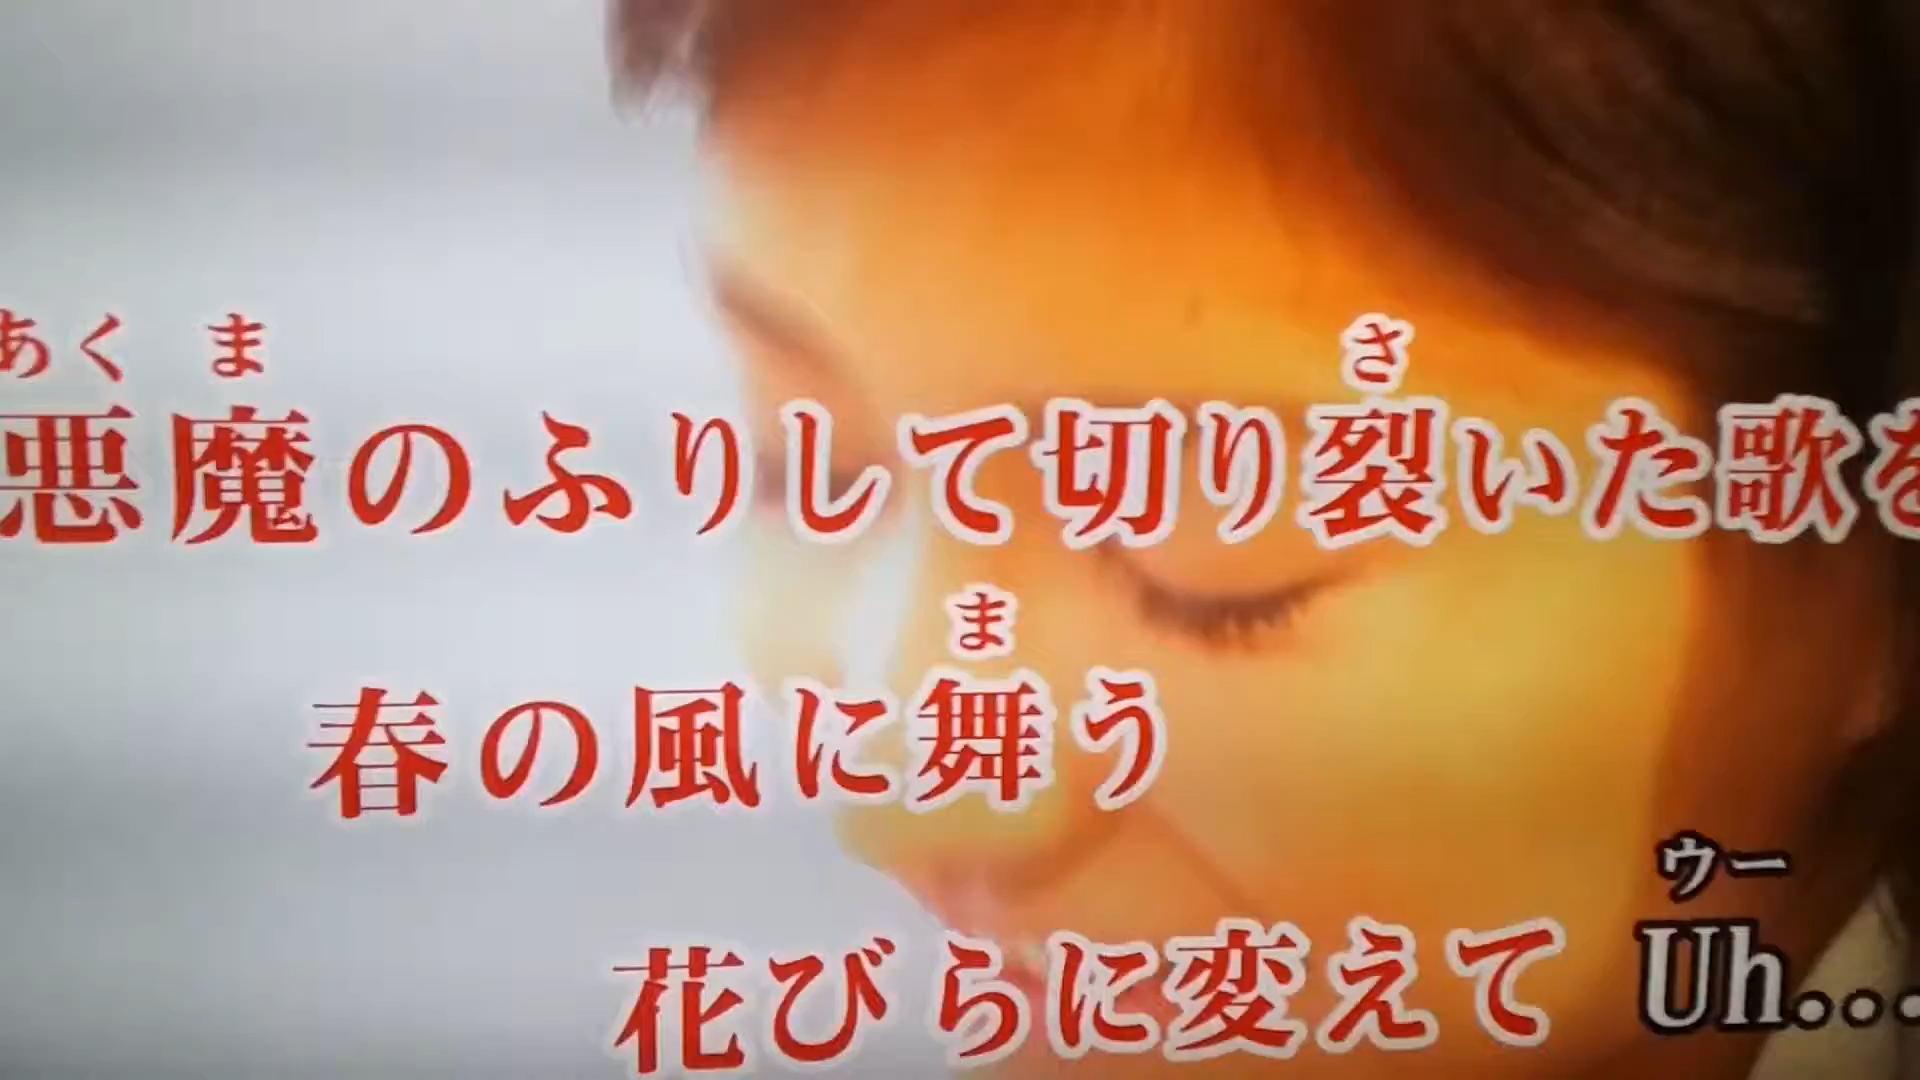 あくま
さ
悪魔のふりして切り裂いた歌を
ま
春の風に舞う
ウー
花びらに変えて Uh...